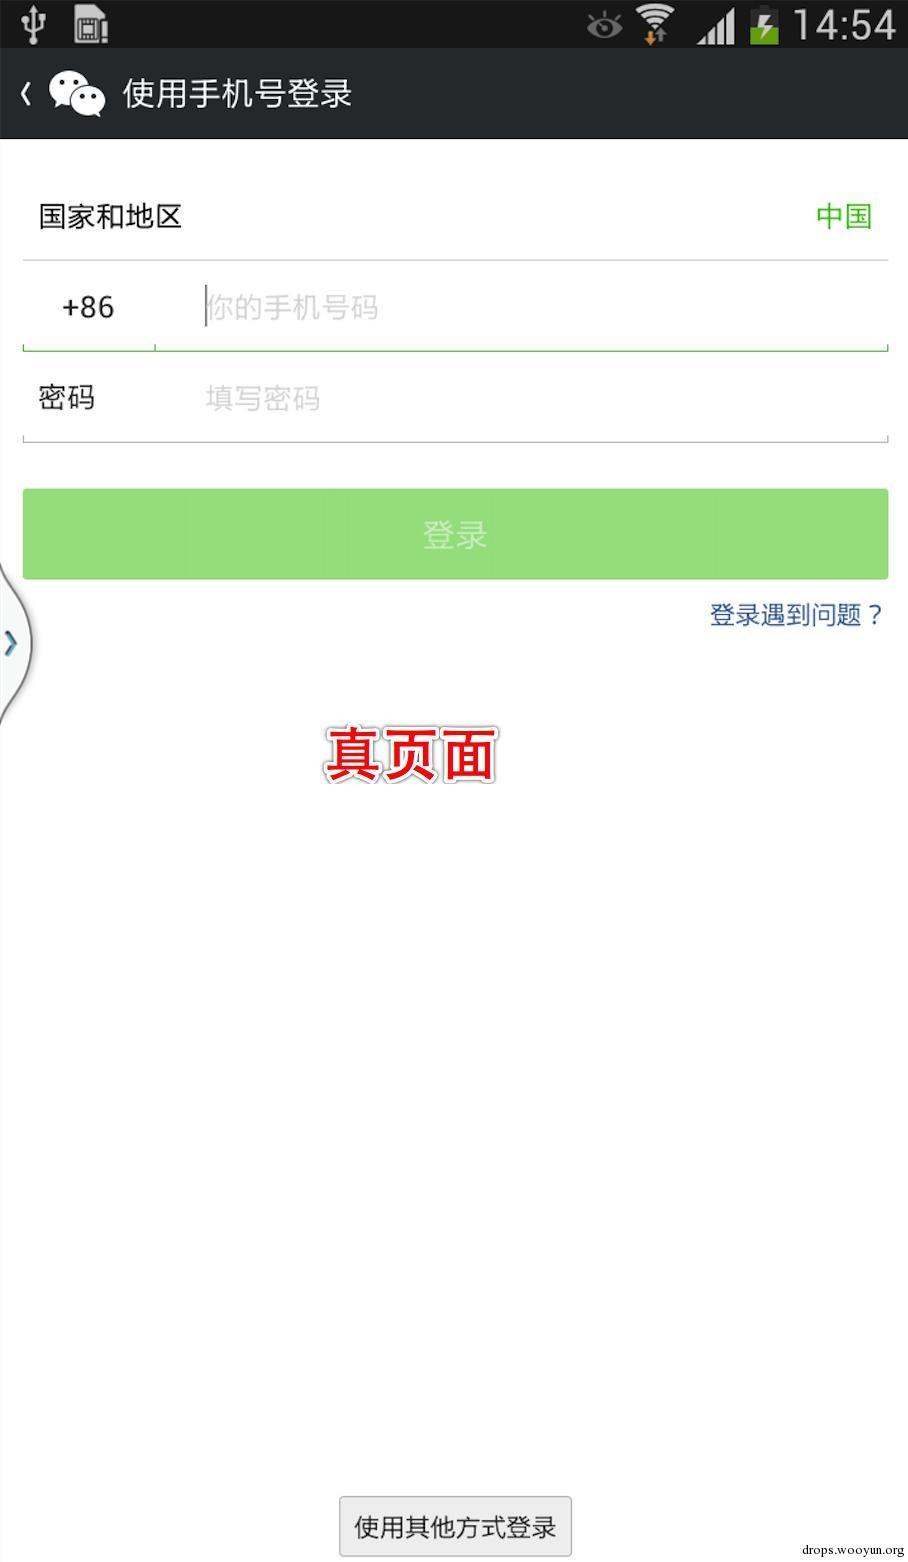 14:54
使用手机号登录
国家和地区 中国
+86 你的手机号码
密码 填写密码
登录
登录遇到问题？
真页面
使用其他方式登录
drops.wooyun.org